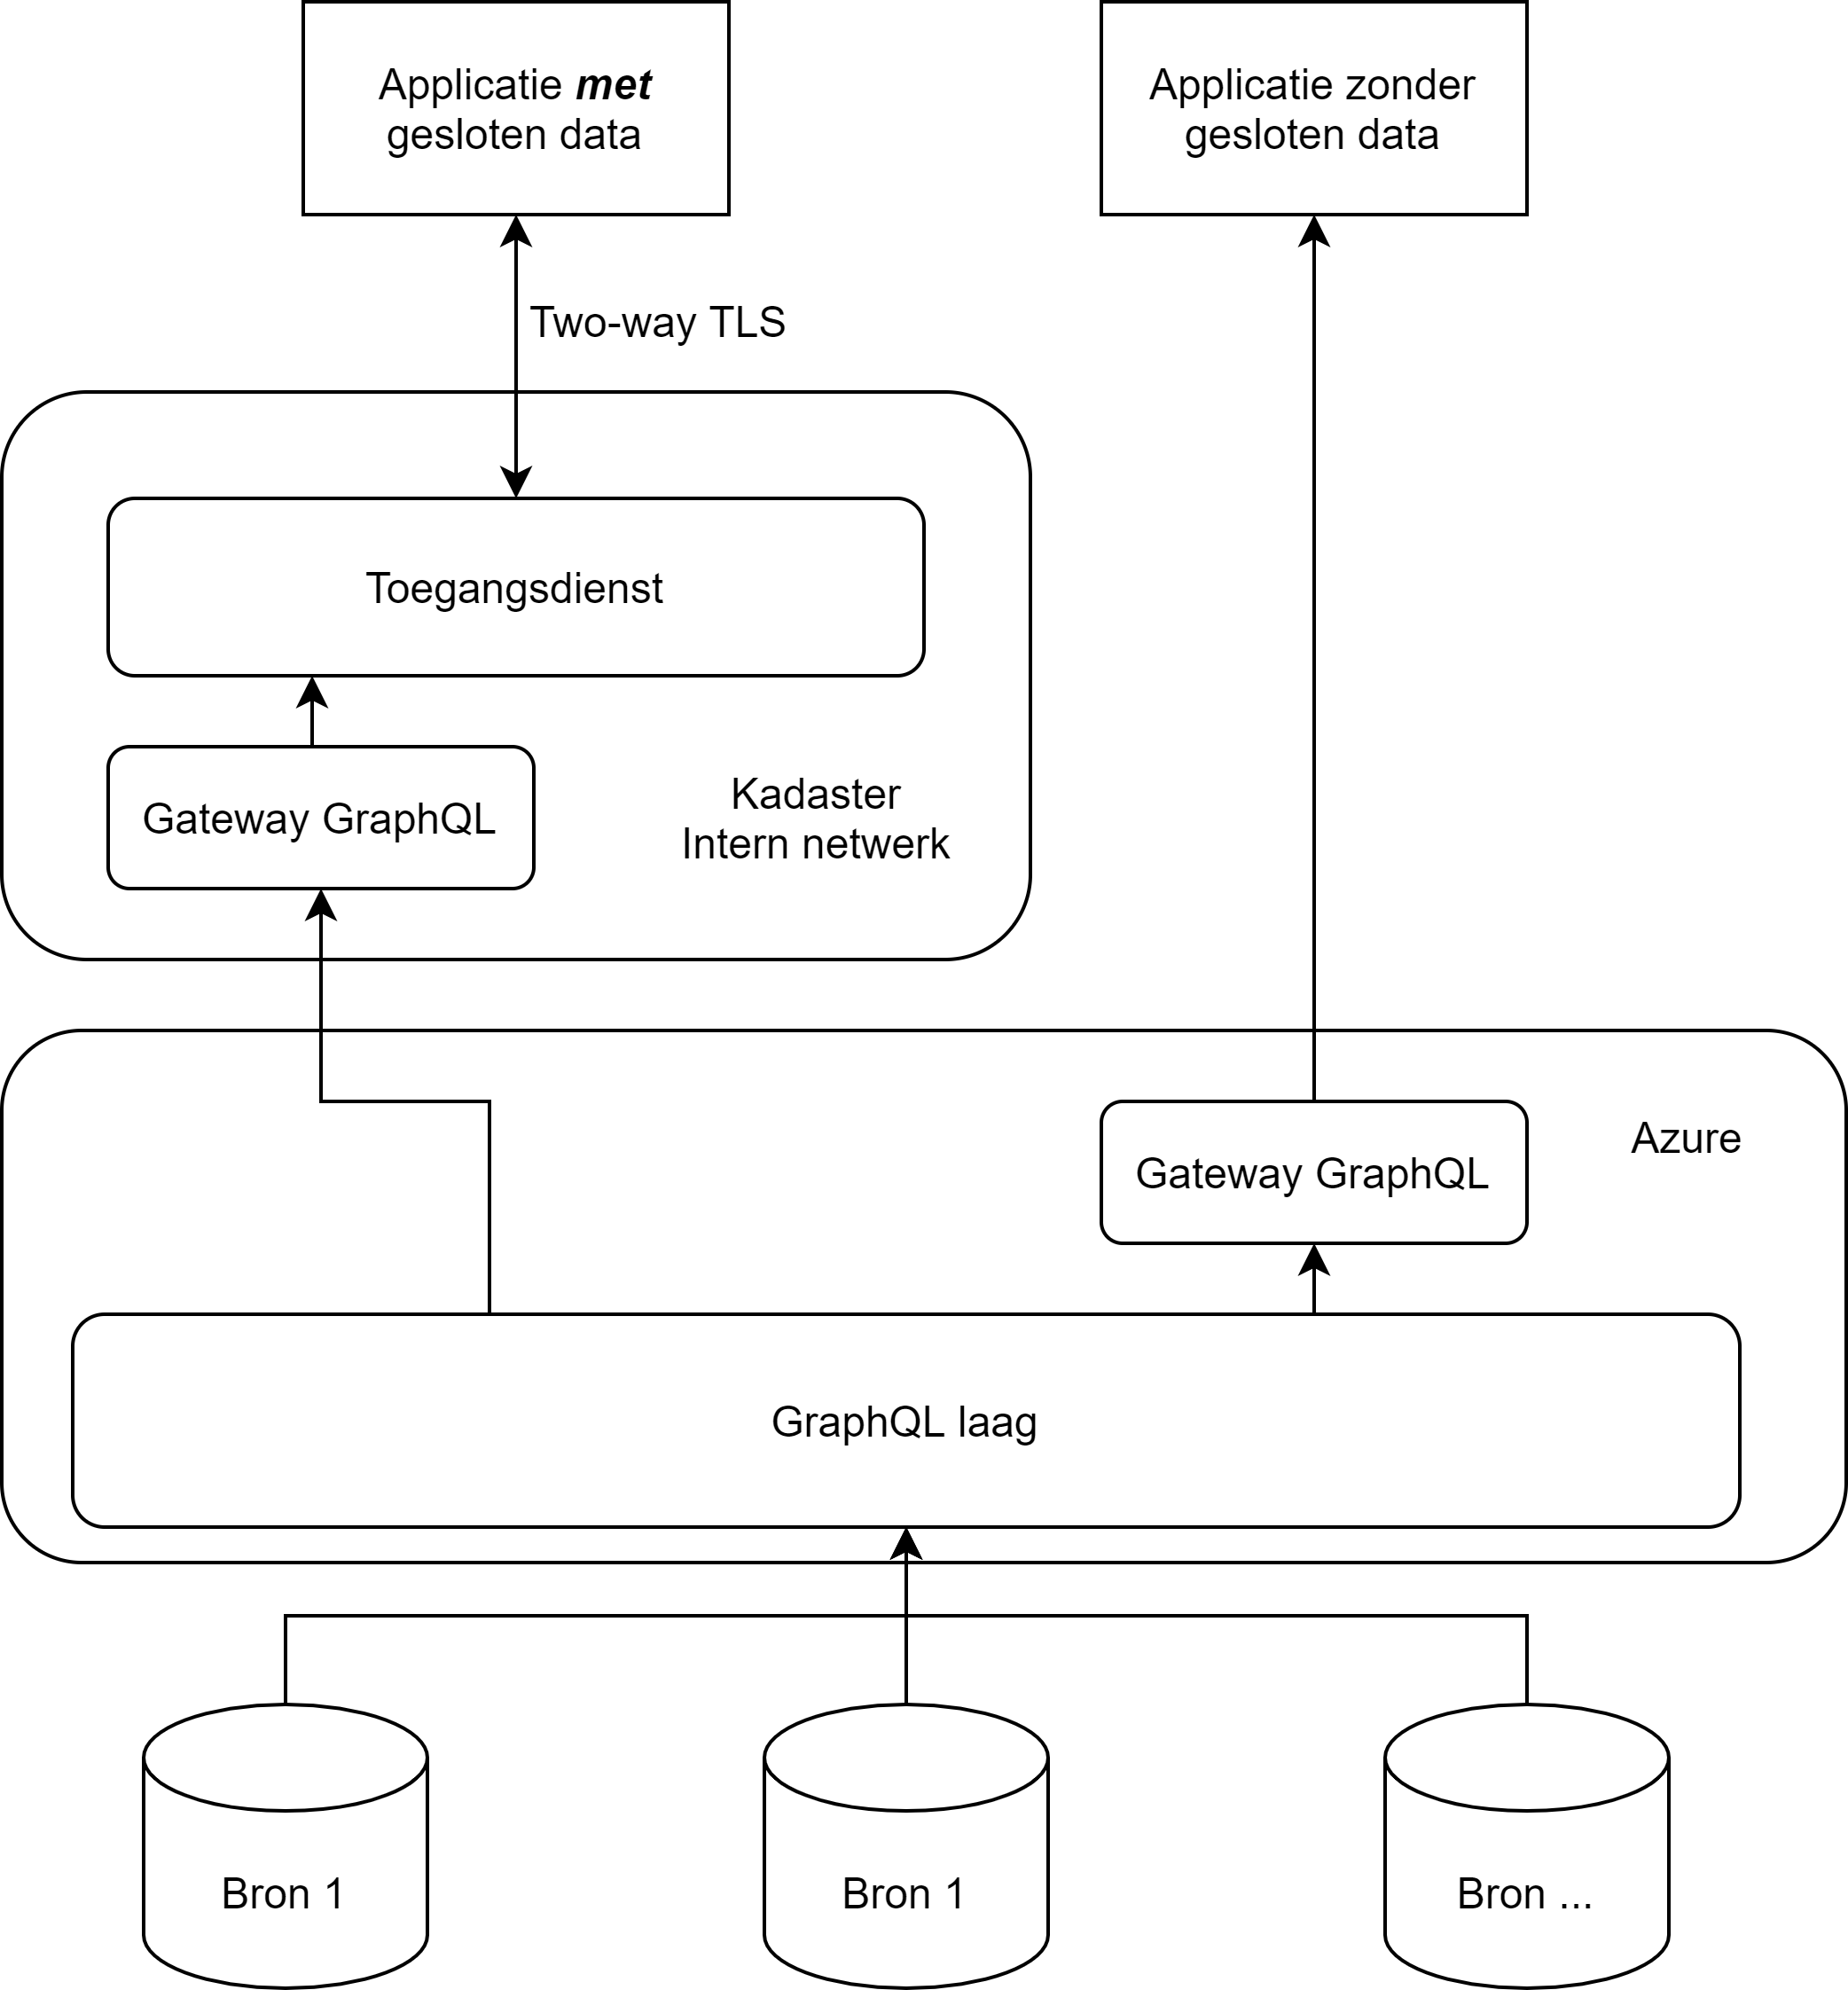 Applicatie met
gesloten data
Applicatie zonder
gesloten data
Two-way TLS
Toegangsdienst
Gateway GraphQL
Kadaster
Intern netwerk
Azure
Gateway GraphQL
GraphQL laag
Bron 1
Bron 1
Bron ...